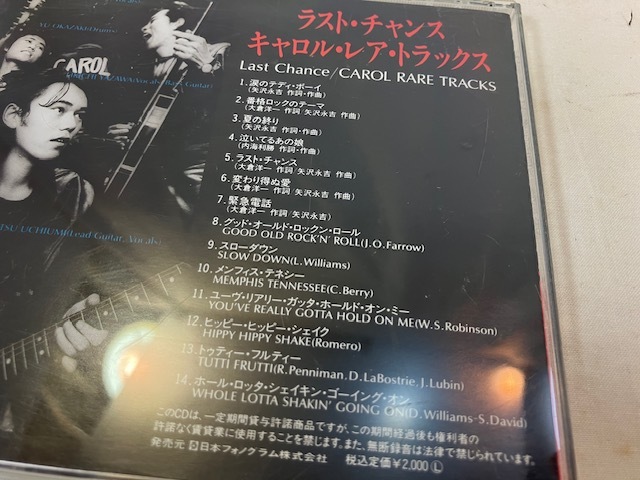 YU OKAZAKI(Drums)
CAROL
ラスト・チャンス
キャロル・レア・トラックス
Last Chance/CAROL RARE TRACKS
1. 涙のテディ・ボーイ
(矢沢永吉 作詞・作曲)
2. 番格ロックのテーマ
(大倉洋一 作詞/矢沢永吉 作曲)
3. 夏の終り
(矢沢永吉 作詞・作曲)
4. 泣いてるあの娘
(内海利勝 作詞・作曲)
5. ラスト・チャンス
(大倉洋一 作詞/矢沢永吉 作曲)
6. 変わり得ぬ愛
(大倉洋一 作詞/矢沢永吉 作曲)
7. 緊急電話
(大倉洋一 作詞/矢沢永吉 作曲)
8. グッド・オールド・ロックン・ロール
GOOD OLD ROCK'N' ROLL(J.O.Farrow)
9. スローダウン
SLOW DOWN(L.Williams)
10. メンフィス・テネシー
MEMPHIS TENNESSEE(C.Berry)
11. ユーヴ・リアリー・ガッタ・ホールド・オン・ミー
YOU'VE REALLY GOTTA HOLD ON ME(W.S.Robinson)
12. ヒッピー・ヒッピー・シェイク
HIPPY HIPPY SHAKE(Romero)
13. トゥティー・フルティー
TUTTI FRUTTI(R.Penniman.D.LaBostrie.J.Lubin)
14. ホール・ロッタ・シェイキン・ゴーイング・オン
WHOLE LOTTA SHAKIN' GOING ON(D.Williams-S.David)
TSU UCHIUMI(Lead Guitar, Vocals)
このCDは、一定期間貸与許諾商品ですが、この期間経過後も権利者の
許諾なく賃貸業に使用することを禁じます。また、無断録音は法律で禁じられています。
発売元 日本フォノグラム株式会社 税込定価¥2,000 Ⓛ